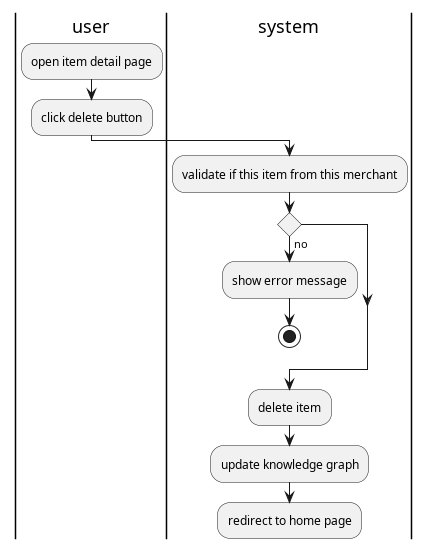 user
system
open item detail page
click delete button
validate if this item from this merchant
no
show error message
delete item
update knowledge graph
redirect to home page